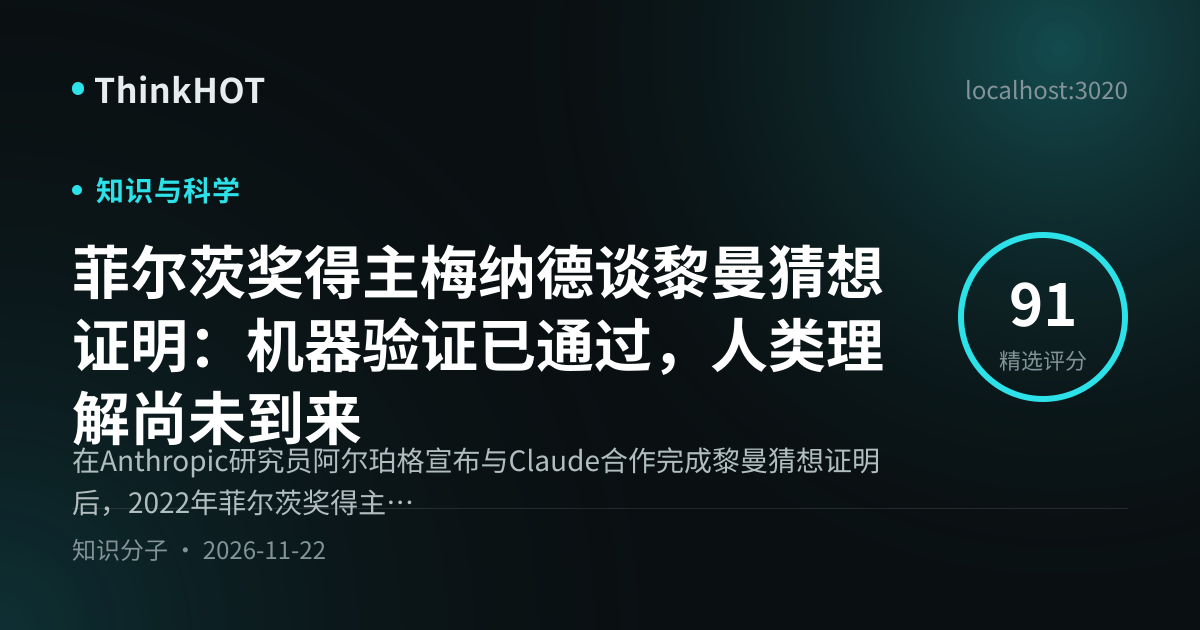 ThinkHOT
localhost:3020
知识与科学
菲尔茨奖得主梅纳德谈黎曼猜想
证明：机器验证已通过，人类理
解尚未到来
91
精选评分
在Anthropic研究员阿尔珀格宣布与Claude合作完成黎曼猜想证明
后，2022年菲尔茨奖得主…
知识分子 · 2026-11-22